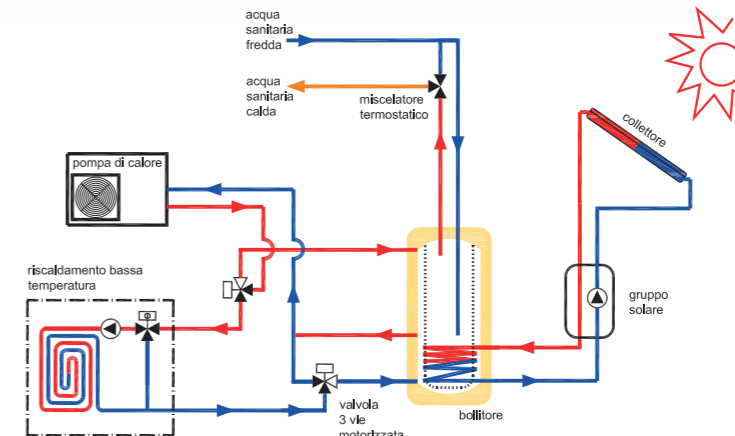 acqua
sanitaria
fredda
acqua
sanitaria
calda
miscelatore
termostatico
collettore
pompa di calore
riscaldamento bassa
temperatura
gruppo
solare
valvola
3 vie
motorizzata
bollitore